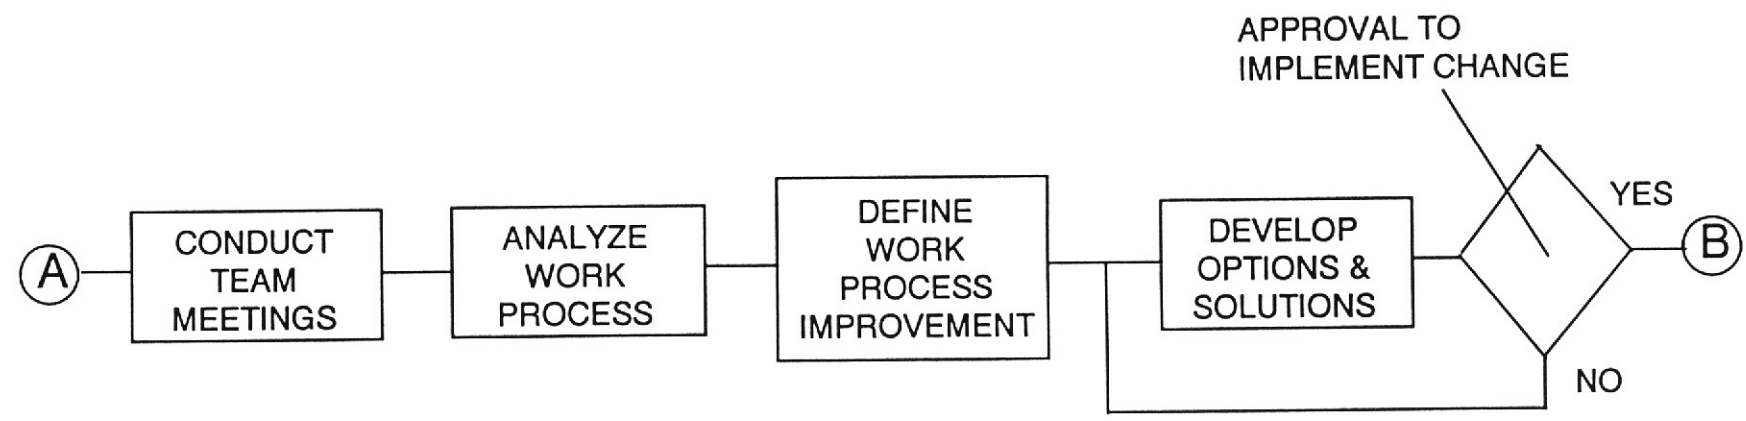 APPROVAL TO
IMPLEMENT CHANGE
A
CONDUCT
TEAM
MEETINGS
ANALYZE
WORK
PROCESS
DEFINE
WORK
PROCESS
IMPROVEMENT
DEVELOP
OPTIONS &
SOLUTIONS
YES
B
NO